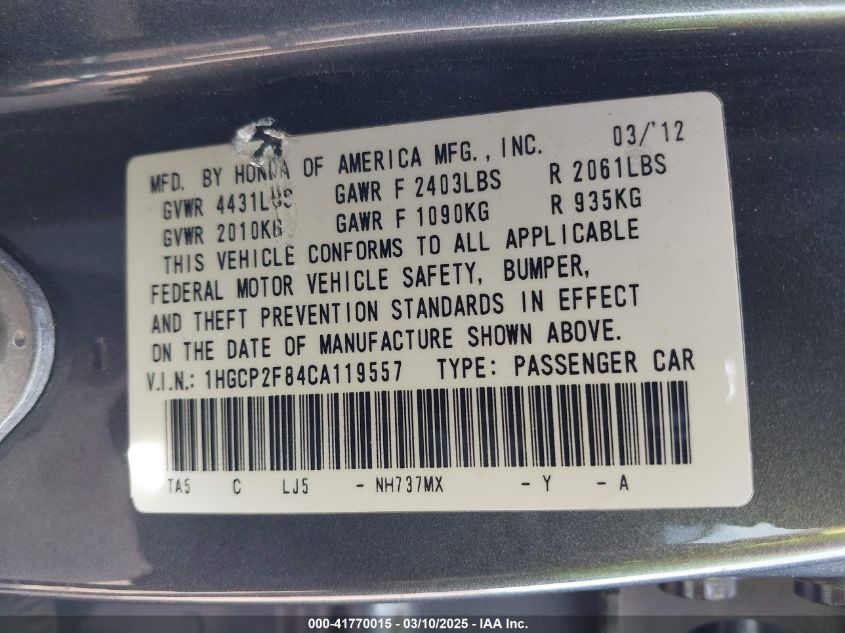 MFD. BY HONDA OF AMERICA MFG., INC. 03/'12
GVWR 4431LBS GAWR F 2403LBS R 2061LBS
GVWR 2010KG GAWR F 1090KG R 935KG
THIS VEHICLE CONFORMS TO ALL APPLICABLE
FEDERAL MOTOR VEHICLE SAFETY, BUMPER,
AND THEFT PREVENTION STANDARDS IN EFFECT
ON THE DATE OF MANUFACTURE SHOWN ABOVE.
V.I.N.: 1HGCP2F84CA119557 TYPE: PASSENGER CAR
TA5 C LJ5 - NH737MX - Y - A
000-41770015 — 03/10/2025 — IAA Inc.